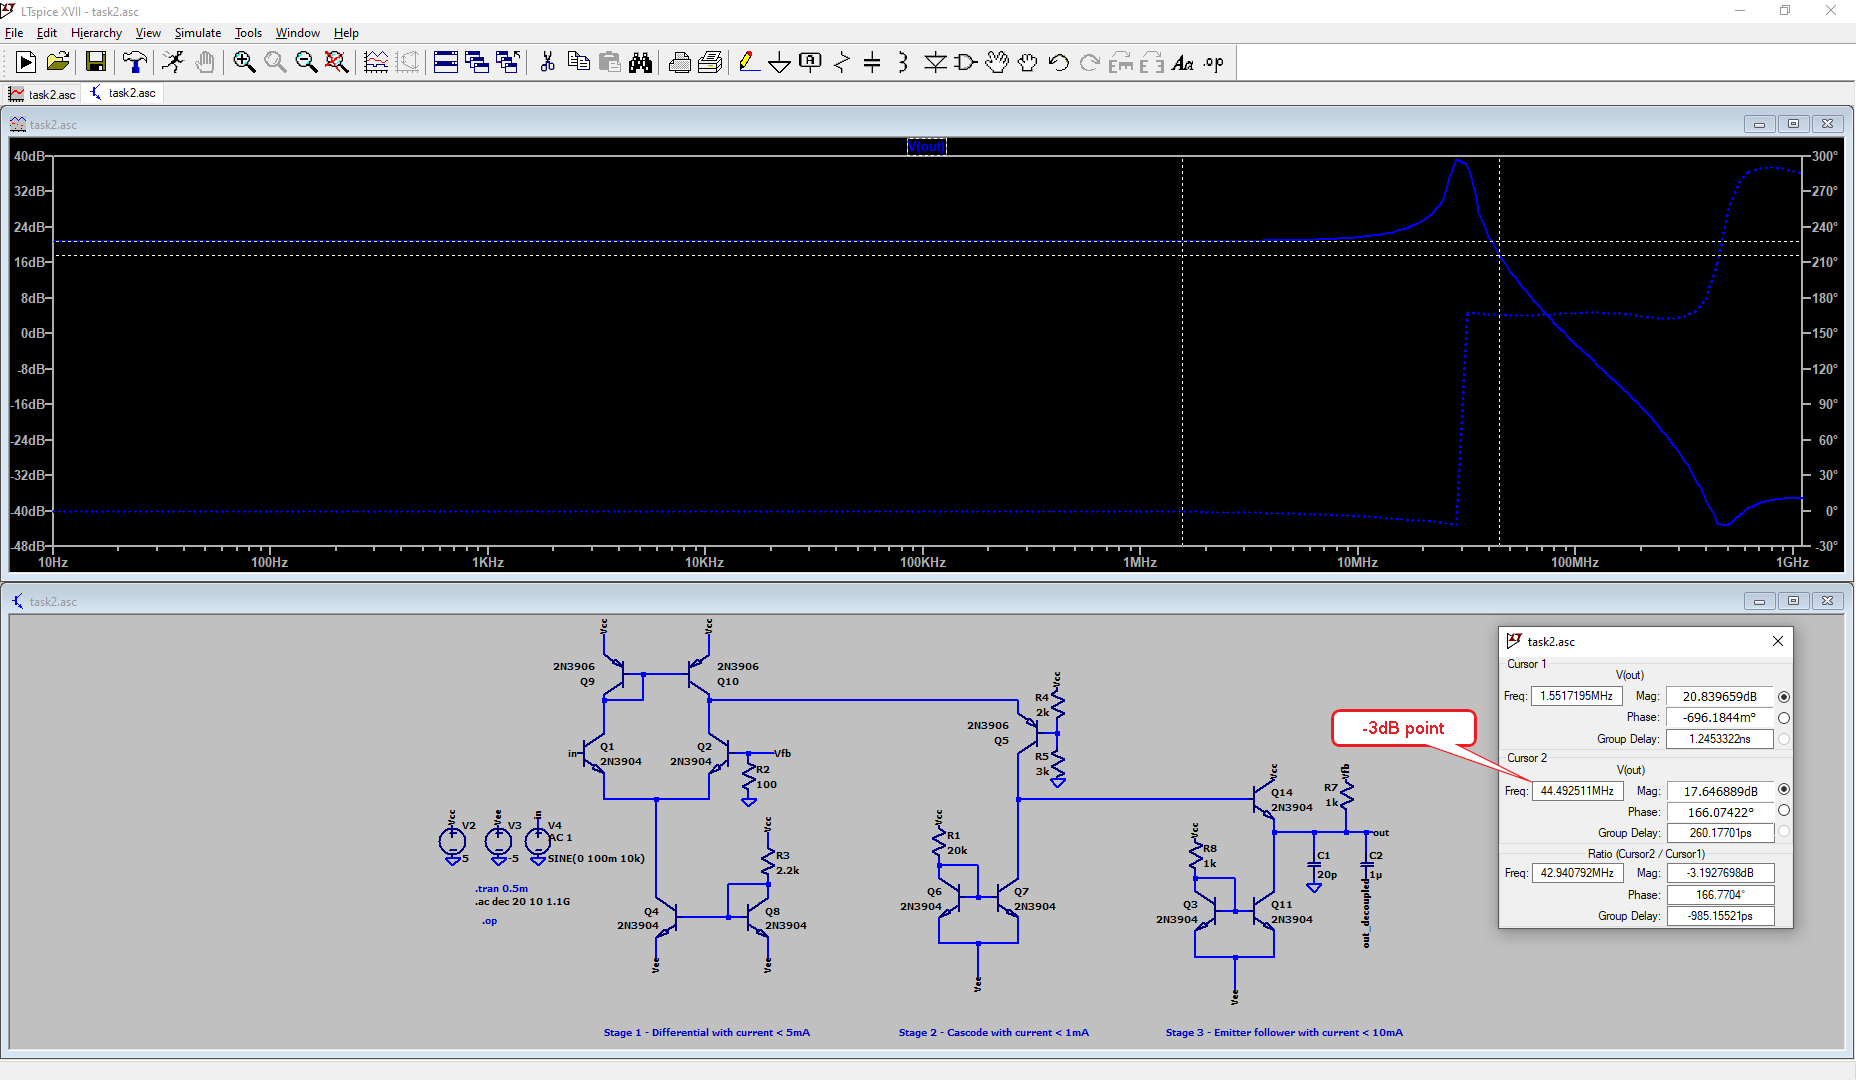 LTspice XVII - task2.asc
File Edit Hierarchy View Simulate Tools Window Help
.op
task2.asc task2.asc
task2.asc
V(out)
40dB
32dB
24dB
16dB
8dB
0dB
-8dB
-16dB
-24dB
-32dB
-40dB
-48dB
300°
270°
240°
210°
180°
150°
120°
90°
60°
30°
0°
-30°
10Hz 100Hz 1KHz 10KHz 100KHz 1MHz 10MHz 100MHz 1GHz
task2.asc
Vcc Vcc
2N3906 2N3906
Q9 Q10
in Q1 2N3904
Q2 2N3904 Vfb
R2 100
Vcc V2 5
Vee V3 -5
in V4 AC 1
SINE(0 100m 10k)
.tran 0.5m
.ac dec 20 10 1.1G
.op
Vcc R3 2.2k
Q4 2N3904
Q8 2N3904
Vee Vee
Vcc R4 2k
2N3906 Q5
R5 3k
Vcc R1 20k
Q6 2N3904
Q7 2N3904
Vee
Vcc Q14 2N3904
Vfb R7 1k
out
Vcc R8 1k
C1 20p
C2 1µ
out_decoupled
Q3 2N3904
Q11 2N3904
Vee
Stage 1 - Differential with current < 5mA
Stage 2 - Cascode with current < 1mA
Stage 3 - Emitter follower with current < 10mA
-3dB point
task2.asc
Cursor 1
V(out)
Freq: 1.5517195MHz Mag: 20.839659dB
Phase: -696.1844m°
Group Delay: 1.2453322ns
Cursor 2
V(out)
Freq: 44.492511MHz Mag: 17.646889dB
Phase: 166.07422°
Group Delay: 260.17701ps
Ratio (Cursor2 / Cursor1)
Freq: 42.940792MHz Mag: -3.1927698dB
Phase: 166.7704°
Group Delay: -985.15521ps